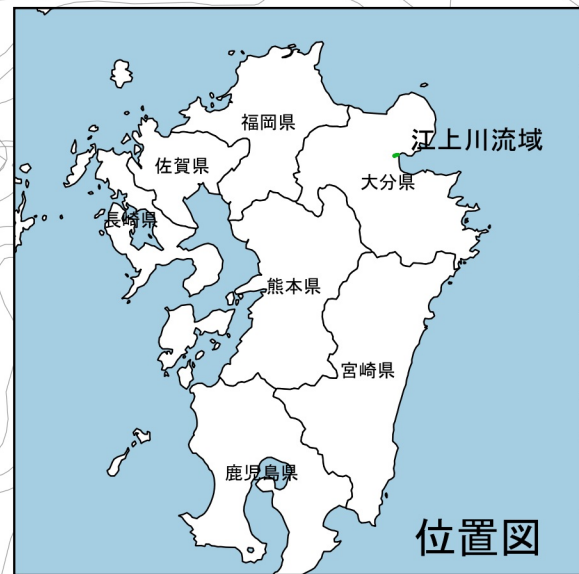 福岡県
江上川流域
佐賀県
大分県
長崎県
熊本県
宮崎県
鹿児島県
位置図